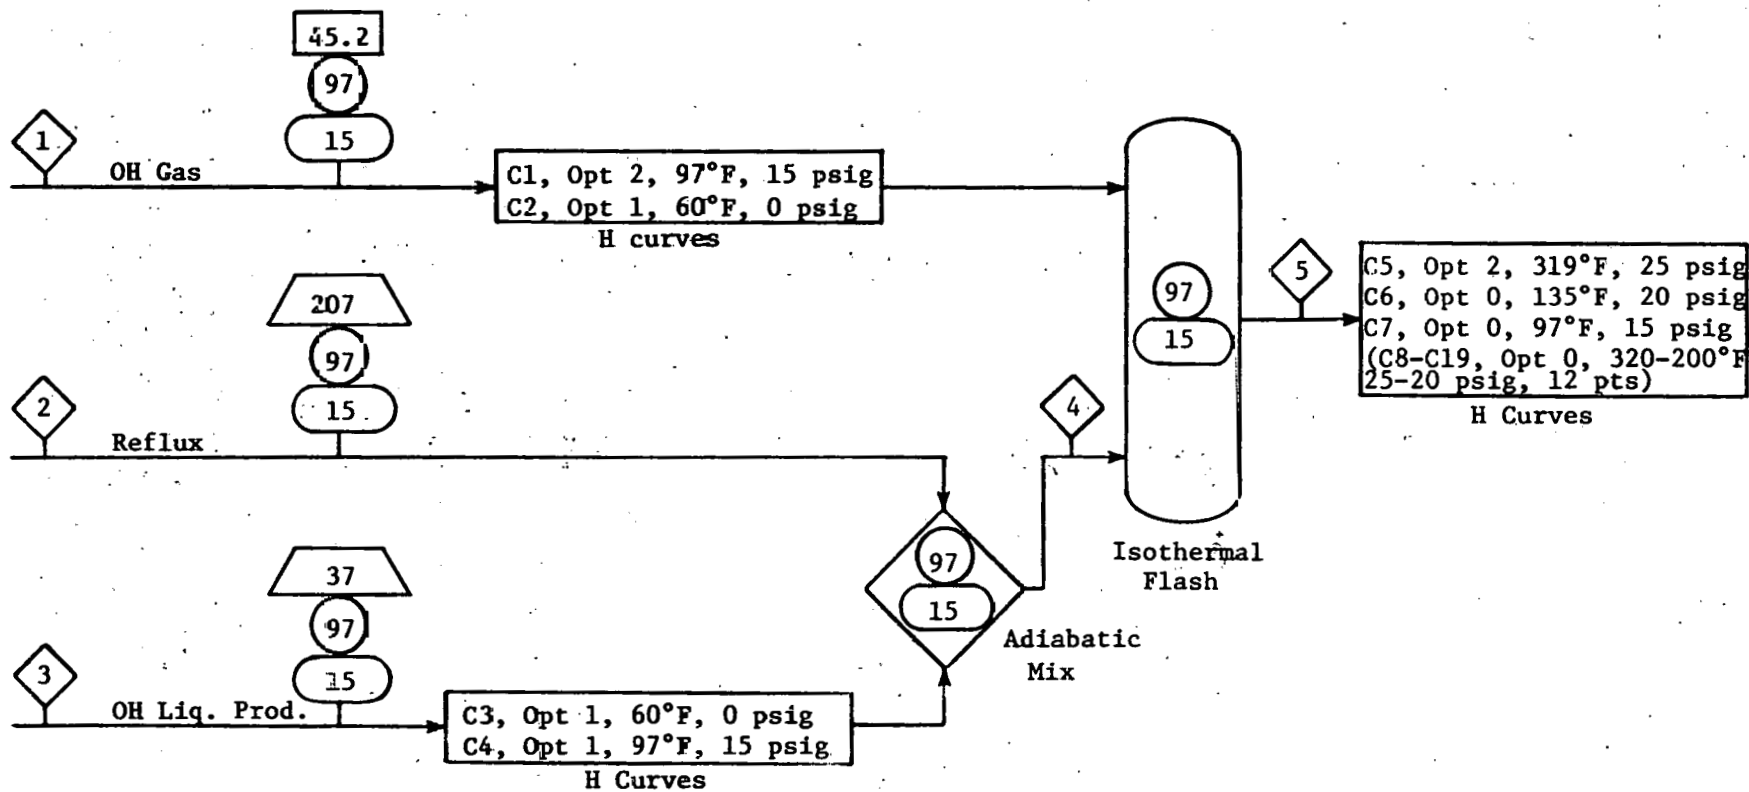 45.2
97
15
1
OH Gas
C1, Opt 2, 97°F, 15 psig
C2, Opt 1, 60°F, 0 psig
H curves
207
97
15
2
Reflux
37
97
15
3
OH Liq. Prod.
C3, Opt 1, 60°F, 0 psig
C4, Opt 1, 97°F, 15 psig
H Curves
97
15
Adiabatic
Mix
4
97
15
Isothermal
Flash
5
C5, Opt 2, 319°F, 25 psig
C6, Opt 0, 135°F, 20 psig
C7, Opt 0, 97°F, 15 psig
(C8-C19, Opt 0, 320-200°F
25-20 psig, 12 pts)
H Curves